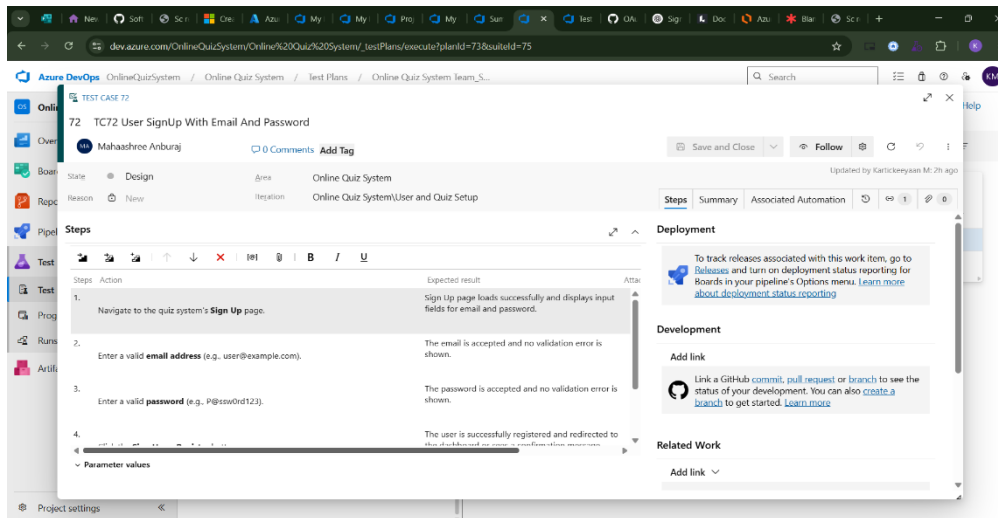 New
Soft
Scr
Crea
Azu
My
My
Proj
My
Sun
Test
OA
Sigr
Doc
Azu
Blar
Scr
dev.azure.com/OnlineQuizSystem/Online%20Quiz%20System/_testPlans/execute?planId=73&suiteId=75
K
Azure DevOps OnlineQuizSystem / Online Quiz System / Test Plans / Online Quiz System Team_S...
Search
KM
OS Onli
Help
Over
Boar
Repo
Pipel
Test
Test
Prog
Runs
Artifa
Project settings
TEST CASE 72
72 TC72 User SignUp With Email And Password
MA Mahaashree Anburaj
0 Comments Add Tag
Save and Close
Follow
State Design
Area Online Quiz System
Updated by Kartickeeyaan M: 2h ago
Reason New
Iteration Online Quiz System\User and Quiz Setup
Steps Summary Associated Automation 1 0
Steps
B I U
Steps Action Expected result Attac
1.
Navigate to the quiz system's Sign Up page.
Sign Up page loads successfully and displays input
fields for email and password.
2.
Enter a valid email address (e.g., user@example.com).
The email is accepted and no validation error is
shown.
3.
Enter a valid password (e.g., P@ssw0rd123).
The password is accepted and no validation error is
shown.
4.
The user is successfully registered and redirected to
the dashboard or sees a confirmation message
Parameter values
Deployment
To track releases associated with this work item, go to
Releases and turn on deployment status reporting for
Boards in your pipeline's Options menu. Learn more
about deployment status reporting
Development
Add link
Link a GitHub commit, pull request or branch to see the
status of your development. You can also create a
branch to get started. Learn more
Related Work
Add link